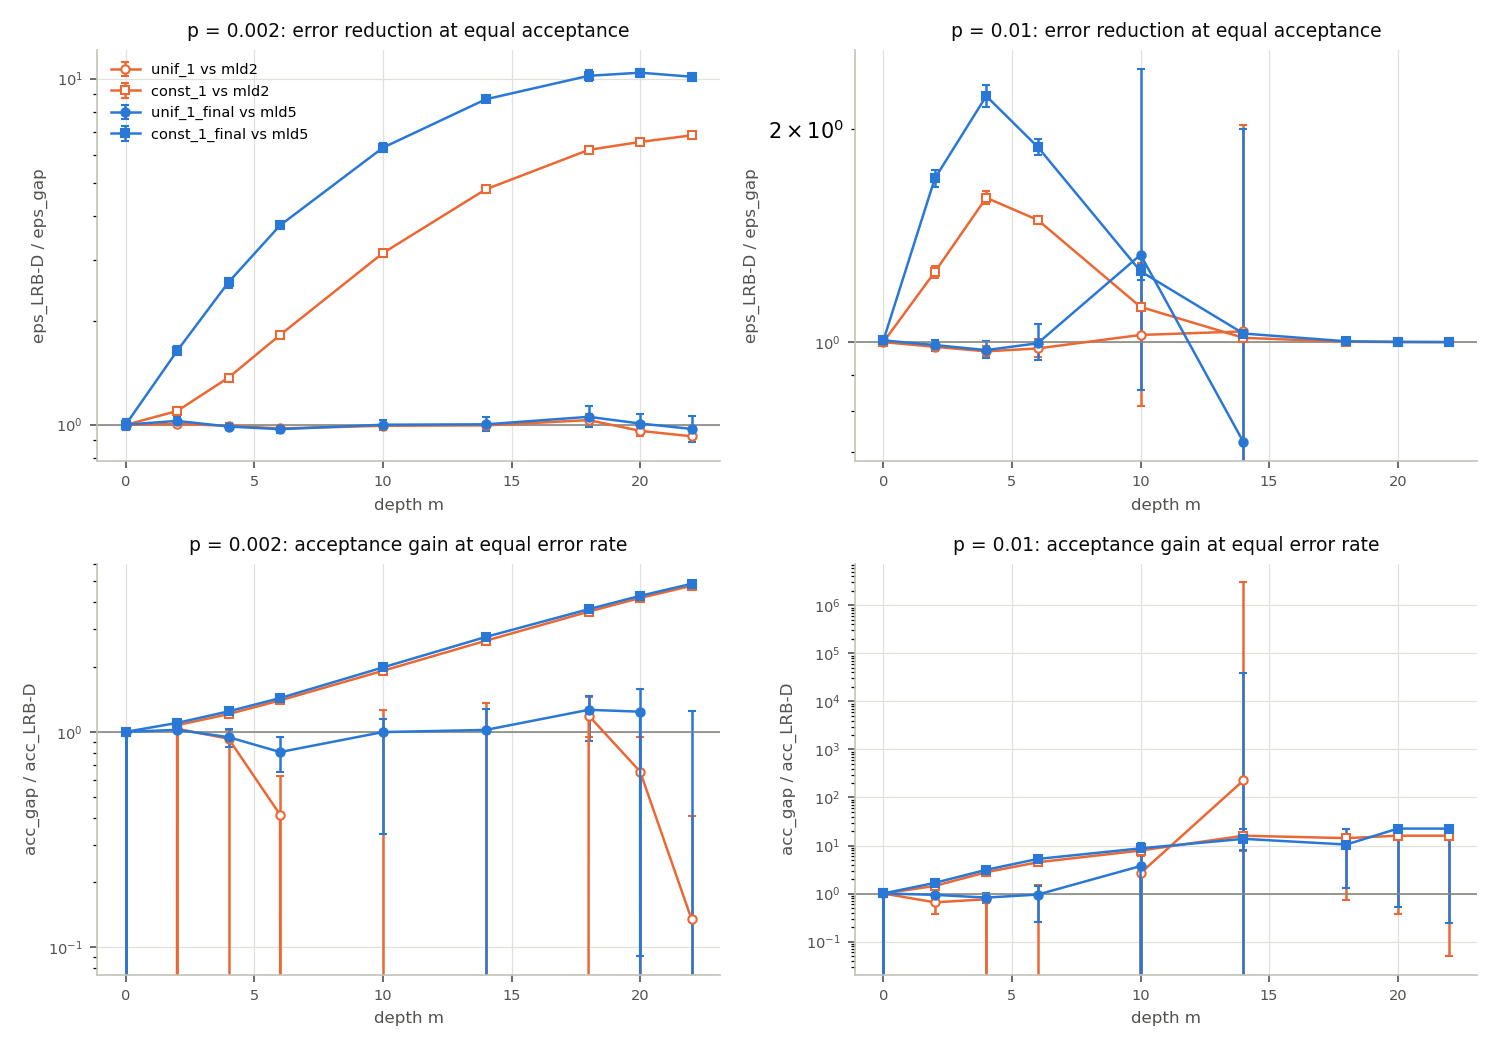 p = 0.002: error reduction at equal acceptance
eps_LRB-D / eps_gap
10¹
10⁰
unif_1 vs mld2
const_1 vs mld2
unif_1_final vs mld5
const_1_final vs mld5
0 5 10 15 20
depth m
p = 0.01: error reduction at equal acceptance
eps_LRB-D / eps_gap
2 × 10⁰
10⁰
0 5 10 15 20
depth m
p = 0.002: acceptance gain at equal error rate
acc_gap / acc_LRB-D
10⁰
10⁻¹
0 5 10 15 20
depth m
p = 0.01: acceptance gain at equal error rate
acc_gap / acc_LRB-D
10⁶
10⁵
10⁴
10³
10²
10¹
10⁰
10⁻¹
0 5 10 15 20
depth m